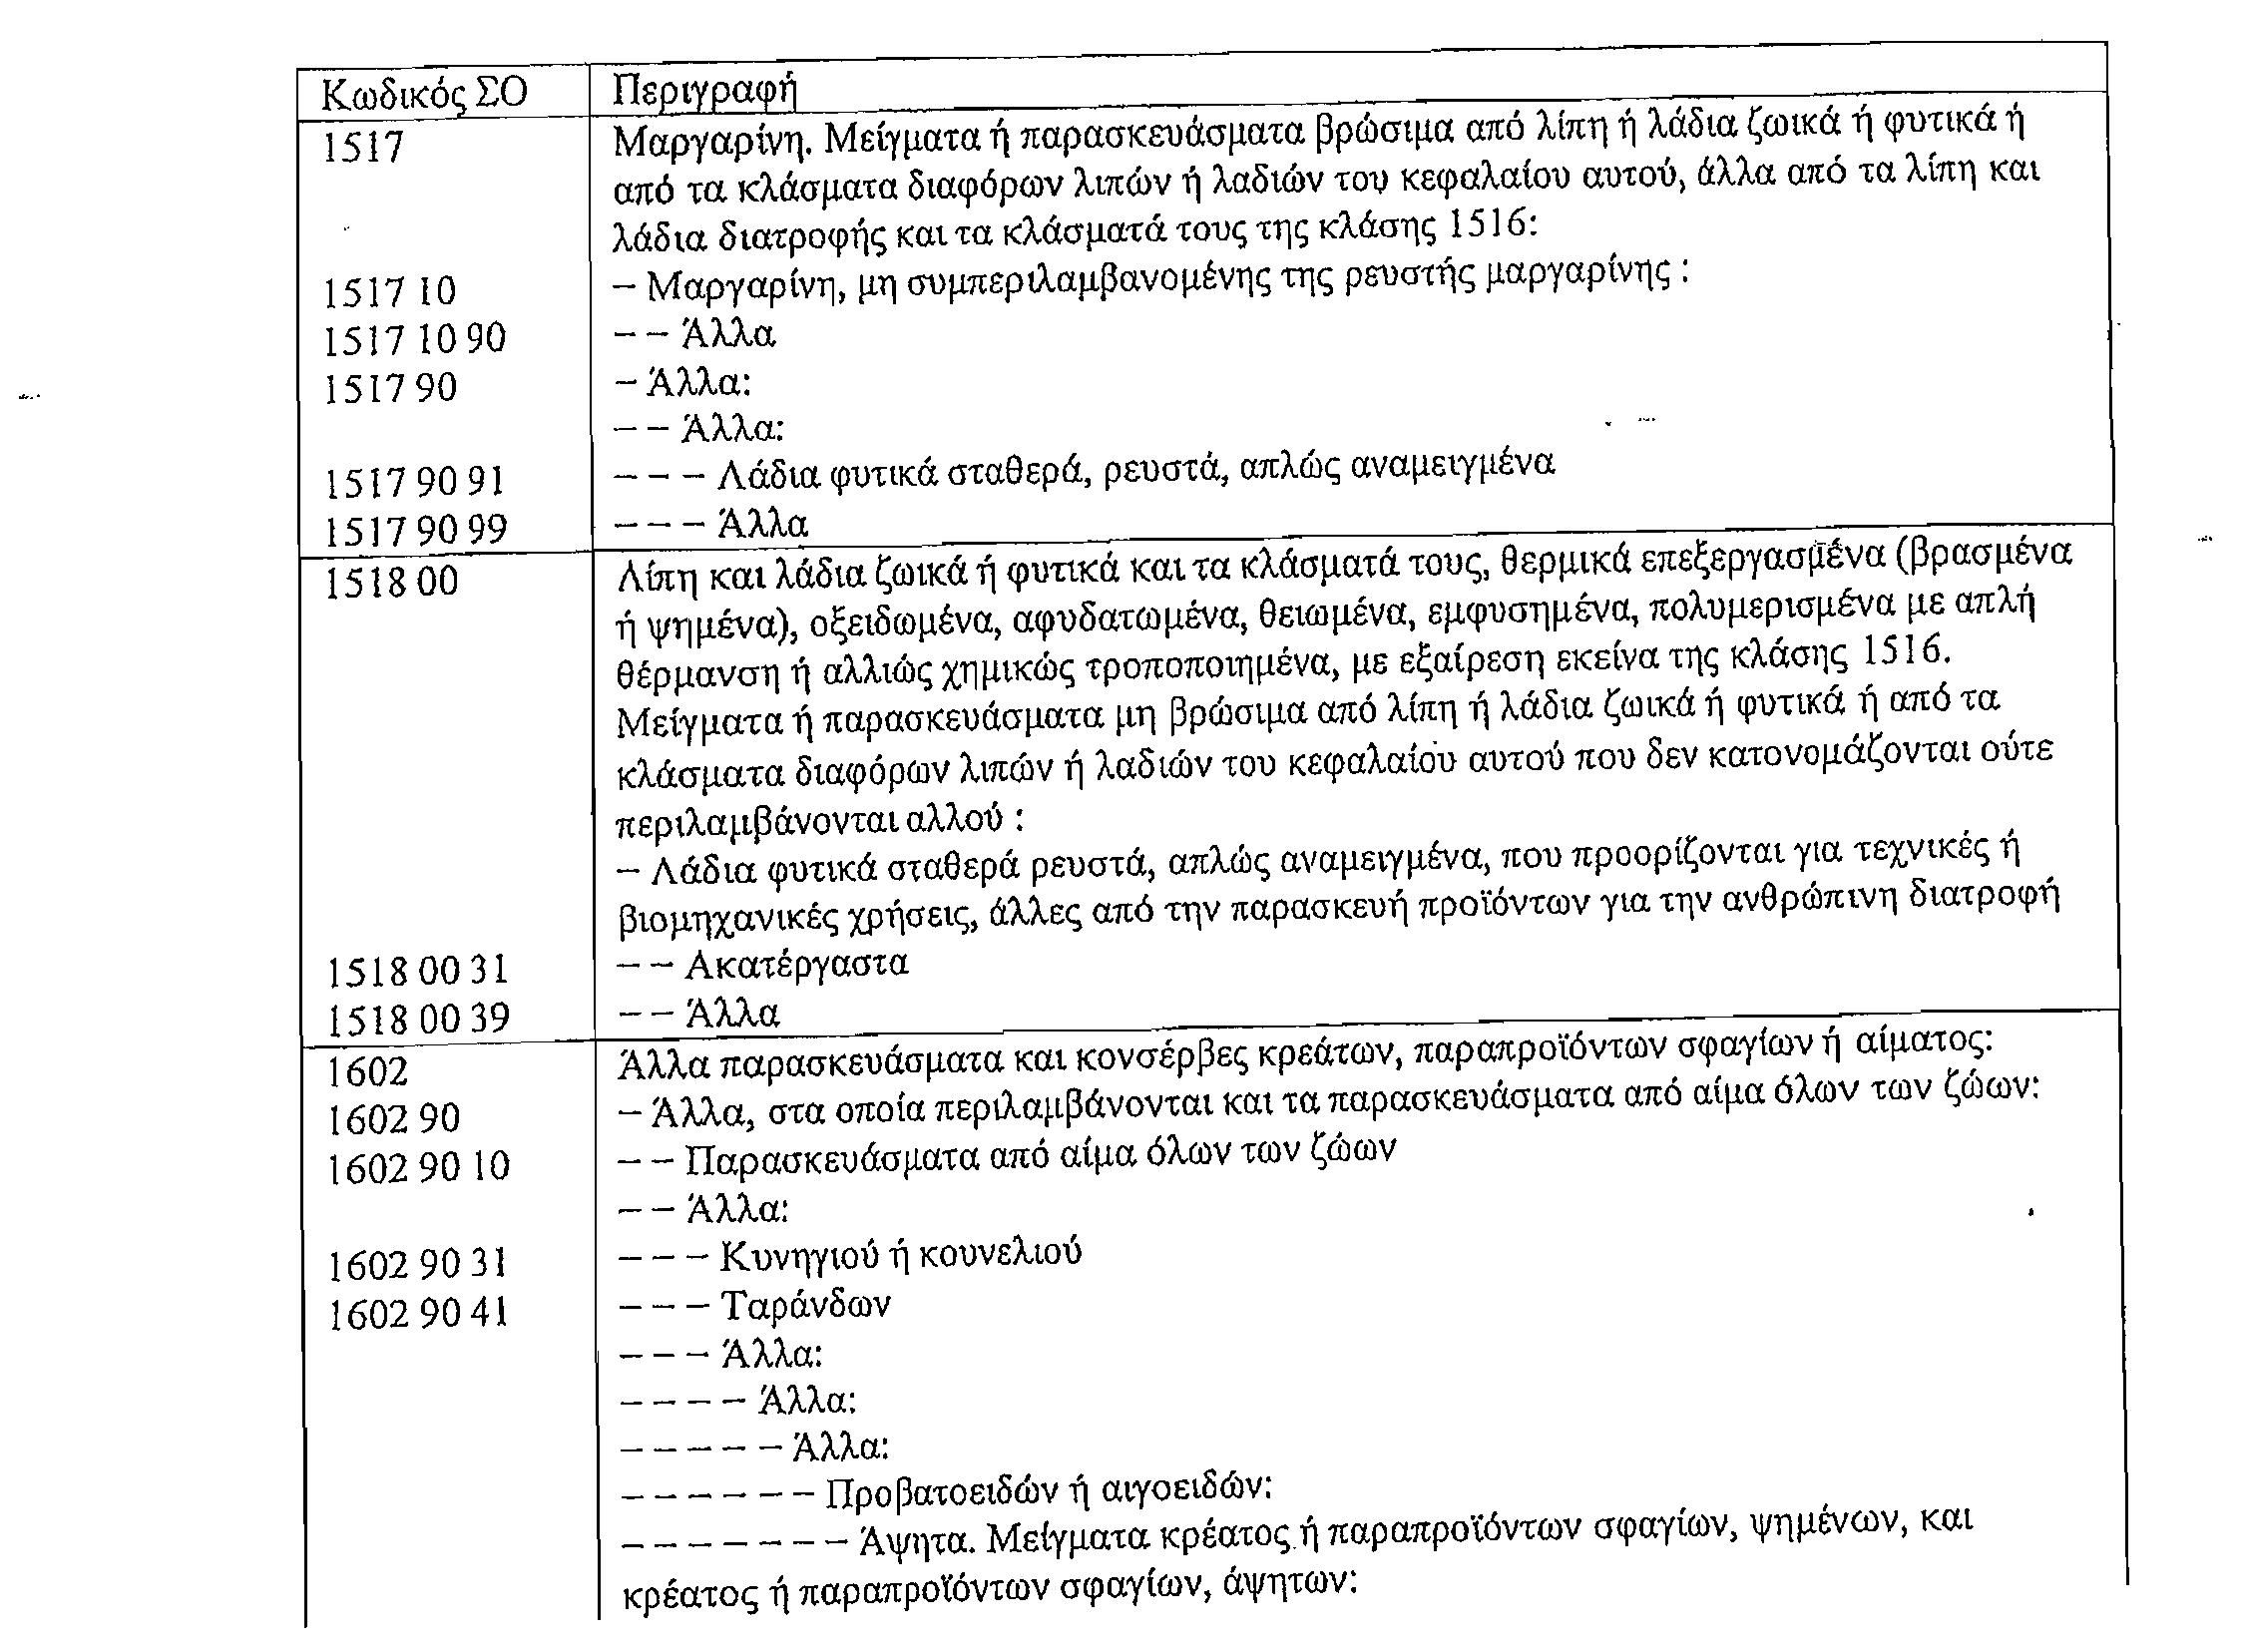 Κωδικός ΣΟ Περιγραφή
1517 Μαργαρίνη. Μείγματα ή παρασκευάσματα βρώσιμα από λίπη ή λάδια ζωικά ή φυτικά ή
από τα κλάσματα διαφόρων λιπών ή λαδιών του κεφαλαίου αυτού, άλλα από τα λίπη και
λάδια διατροφής και τα κλάσματά τους της κλάσης 1516:
1517 10 – Μαργαρίνη, μη συμπεριλαμβανομένης της ρευστής μαργαρίνης :
1517 10 90 – – Άλλα
1517 90 – Άλλα:
– – Άλλα:
1517 90 91 – – – Λάδια φυτικά σταθερά, ρευστά, απλώς αναμειγμένα
1517 90 99 – – – Άλλα
1518 00 Λίπη και λάδια ζωικά ή φυτικά και τα κλάσματά τους, θερμικά επεξεργασμένα (βρασμένα
ή ψημένα), οξειδωμένα, αφυδατωμένα, θειωμένα, εμφυσημένα, πολυμερισμένα με απλή
θέρμανση ή αλλιώς χημικώς τροποποιημένα, με εξαίρεση εκείνα της κλάσης 1516.
Μείγματα ή παρασκευάσματα μη βρώσιμα από λίπη ή λάδια ζωικά ή φυτικά ή από τα
κλάσματα διαφόρων λιπών ή λαδιών του κεφαλαίου αυτού που δεν κατονομάζονται ούτε
περιλαμβάνονται αλλού :
– Λάδια φυτικά σταθερά ρευστά, απλώς αναμειγμένα, που προορίζονται για τεχνικές ή
βιομηχανικές χρήσεις, άλλες από την παρασκευή προϊόντων για την ανθρώπινη διατροφή
1518 00 31 – – Ακατέργαστα
1518 00 39 – – Άλλα
1602 Άλλα παρασκευάσματα και κονσέρβες κρεάτων, παραπροϊόντων σφαγίων ή αίματος:
1602 90 – Άλλα, στα οποία περιλαμβάνονται και τα παρασκευάσματα από αίμα όλων των ζώων:
1602 90 10 – – Παρασκευάσματα από αίμα όλων των ζώων
– – Άλλα:
1602 90 31 – – – Κυνηγιού ή κουνελιού
1602 90 41 – – – Ταράνδων
– – – Άλλα:
– – – – Άλλα:
– – – – – Άλλα:
– – – – – – Προβατοειδών ή αιγοειδών:
– – – – – – – Άψητα. Μείγματα κρέατος ή παραπροϊόντων σφαγίων, ψημένων, και
κρέατος ή παραπροϊόντων σφαγίων, άψητων: